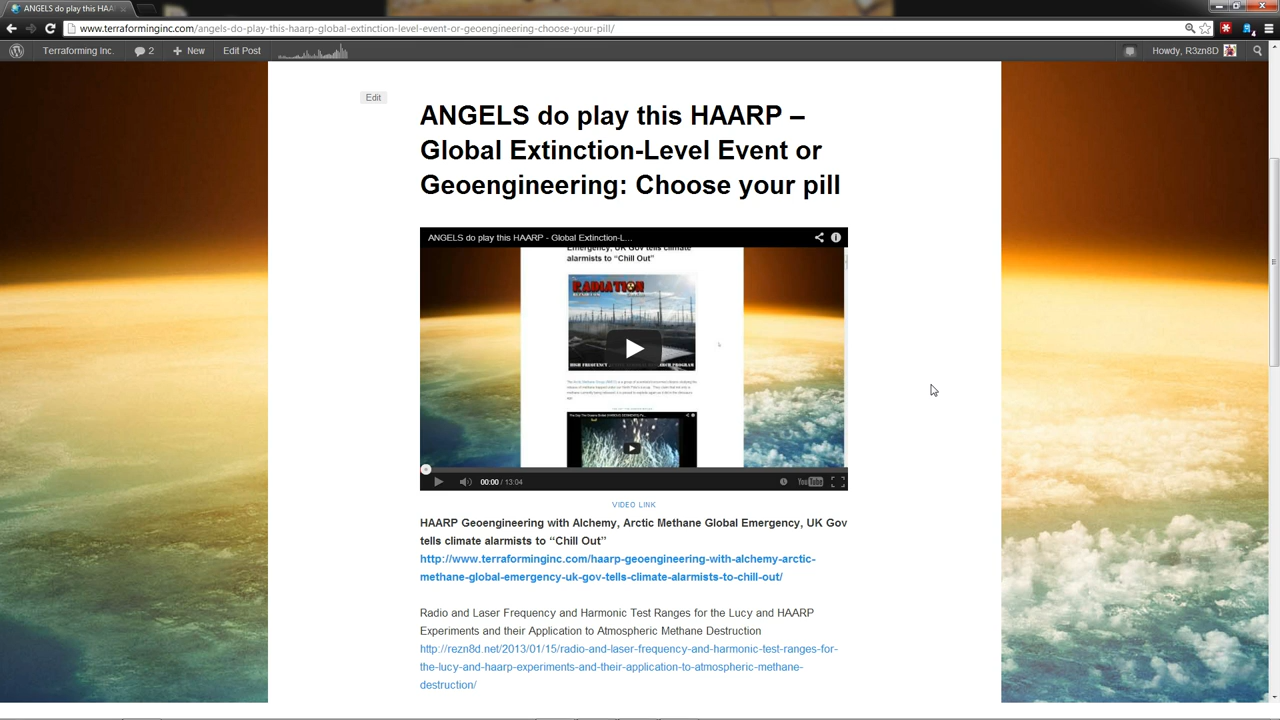 ANGELS do play this HAA
www.terraforminginc.com/angels-do-play-this-haarp-global-extinction-level-event-or-geoengineering-choose-your-pill/
Terraforming Inc. 2 New Edit Post Howdy, R3zn8D
Edit
ANGELS do play this HAARP –
Global Extinction-Level Event or
Geoengineering: Choose your pill
ANGELS do play this HAARP - Global Extinction-L...
Emergency, UK Gov tells climate
alarmists to “Chill Out”
RADIATION
00:00 / 13:04 YouTube
VIDEO LINK
HAARP Geoengineering with Alchemy, Arctic Methane Global Emergency, UK Gov
tells climate alarmists to “Chill Out”
http://www.terraforminginc.com/haarp-geoengineering-with-alchemy-arctic-
methane-global-emergency-uk-gov-tells-climate-alarmists-to-chill-out/
Radio and Laser Frequency and Harmonic Test Ranges for the Lucy and HAARP
Experiments and their Application to Atmospheric Methane Destruction
http://rezn8d.net/2013/01/15/radio-and-laser-frequency-and-harmonic-test-ranges-for-
the-lucy-and-haarp-experiments-and-their-application-to-atmospheric-methane-
destruction/